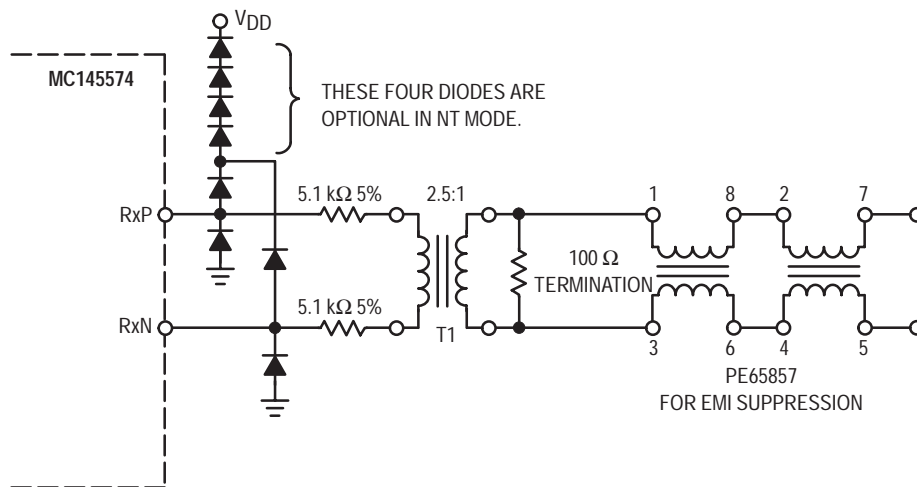 VDD
MC145574
THESE FOUR DIODES ARE
OPTIONAL IN NT MODE.
5.1 kΩ 5%
2.5:1
1
8
2
7
RxP
100 Ω
TERMINATION
5.1 kΩ 5%
RxN
T1
3
6
4
5
PE65857
FOR EMI SUPPRESSION